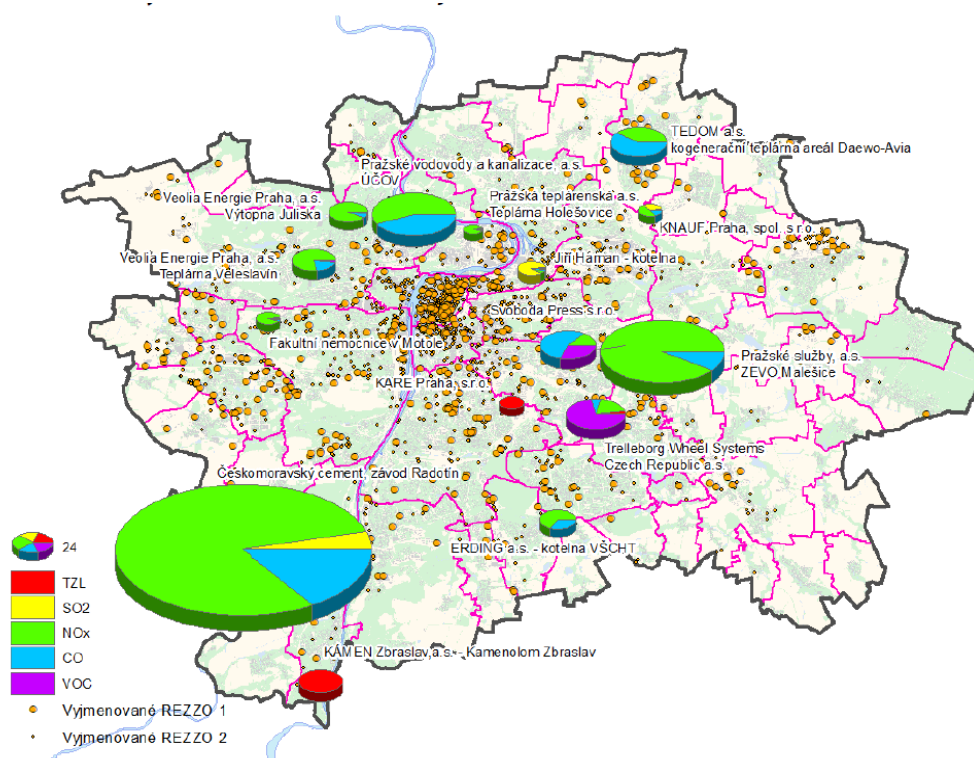 TEDOM a.s.
kogenerační teplárna areál Daewo-Avia
Pražské vodovody a kanalizace, a.s.
ÚČOV
Veolia Energie Praha, a.s.
Výtopna Juliska
Pražská teplárenská a.s.
Teplárna Holešovice
KNAUF Praha, spol. s r.o.
Veolia Energie Praha, a.s.
Teplárna Veleslavín
Jiří Haman - kotelna
Svoboda Press s.r.o.
Fakultní nemocnice v Motole
Pražské služby, a.s.
ZEVO Malešice
KARE Praha, s.r.o.
Trelleborg Wheel Systems
Czech Republic a.s.
Českomoravský cement, závod Radotín
ERDING a.s. - kotelna VŠCHT
KÁMEN Zbraslav,a.s. - Kamenolom Zbraslav
24
TZL
SO2
NOx
CO
VOC
Vyjmenované REZZO 1
Vyjmenované REZZO 2